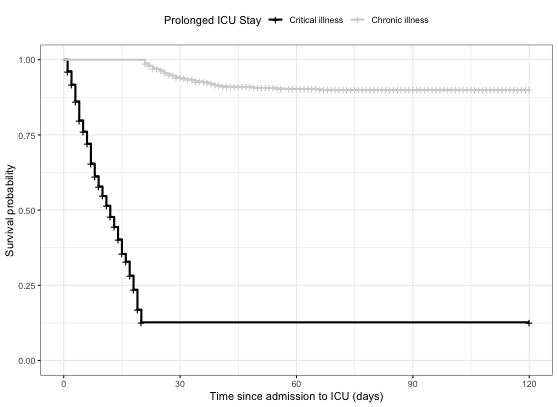 Prolonged ICU Stay Critical illness Chronic illness
1.00
0.75
0.50
0.25
0.00
Survival probability
0 30 60 90 120
Time since admission to ICU (days)